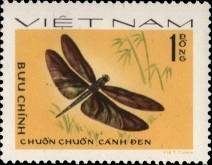 VIỆT NAM
1
ĐỒNG
BƯU CHÍNH
CHUỒN CHUỒN CÁNH ĐEN